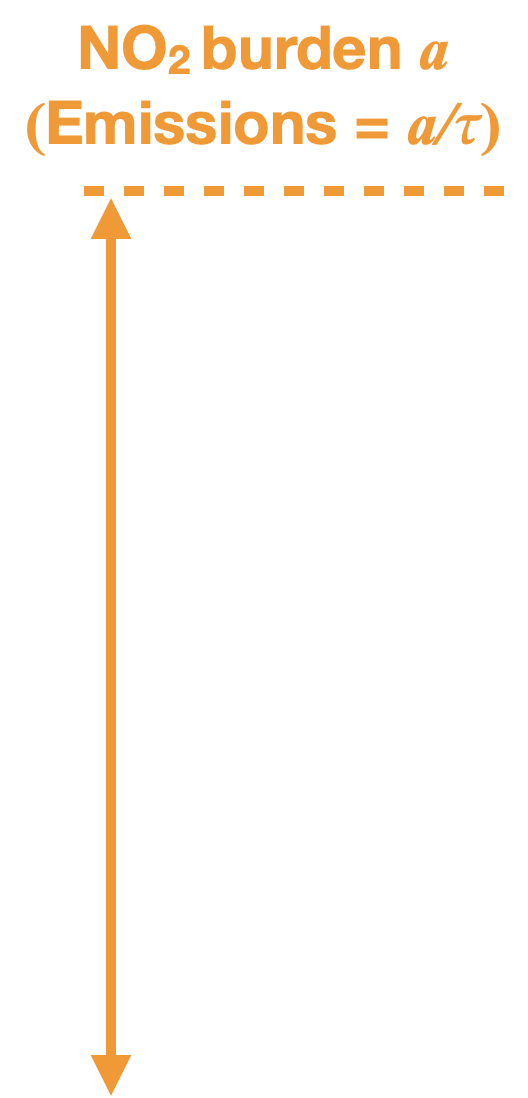 NO₂ burden a
(Emissions = a/τ)